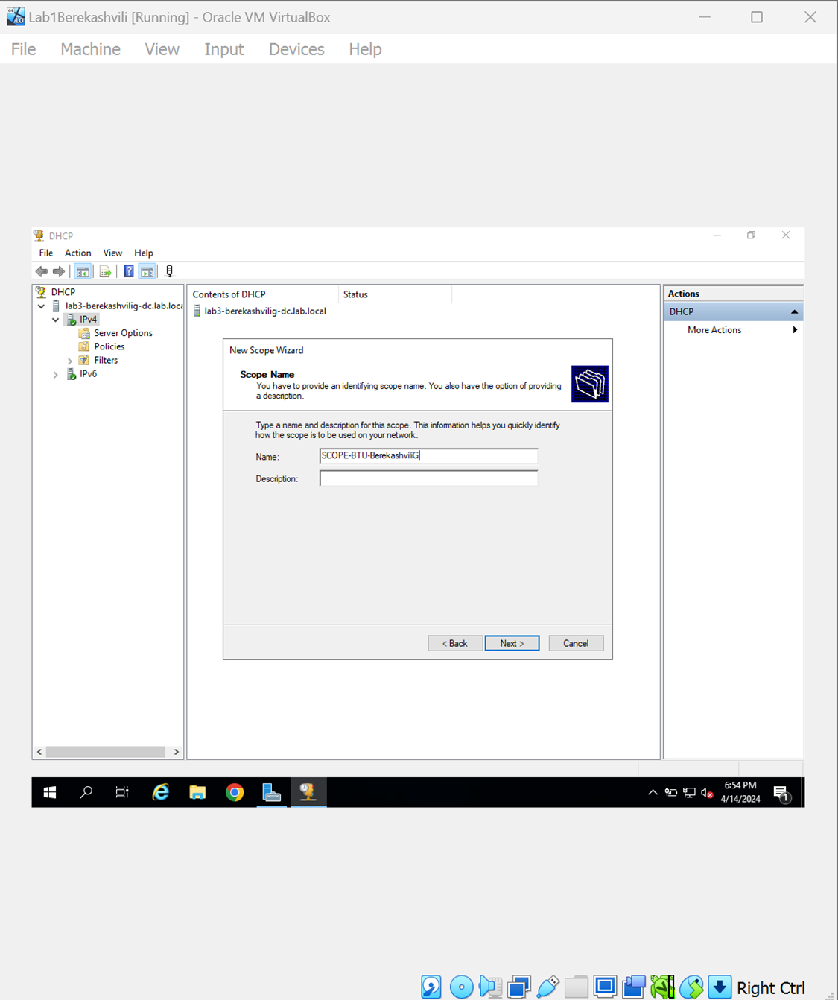 Lab1Berekashvili [Running] - Oracle VM VirtualBox
File Machine View Input Devices Help
DHCP
File Action View Help
DHCP
lab3-berekashvilig-dc.lab.loca
IPv4
Server Options
Policies
Filters
IPv6
Contents of DHCP Status
lab3-berekashvilig-dc.lab.local
Actions
DHCP
More Actions
New Scope Wizard
Scope Name
You have to provide an identifying scope name. You also have the option of providing
a description.
Type a name and description for this scope. This information helps you quickly identify
how the scope is to be used on your network.
Name: SCOPE-BTU-BerekashviliG
Description:
< Back Next > Cancel
6:54 PM
4/14/2024
1
Right Ctrl